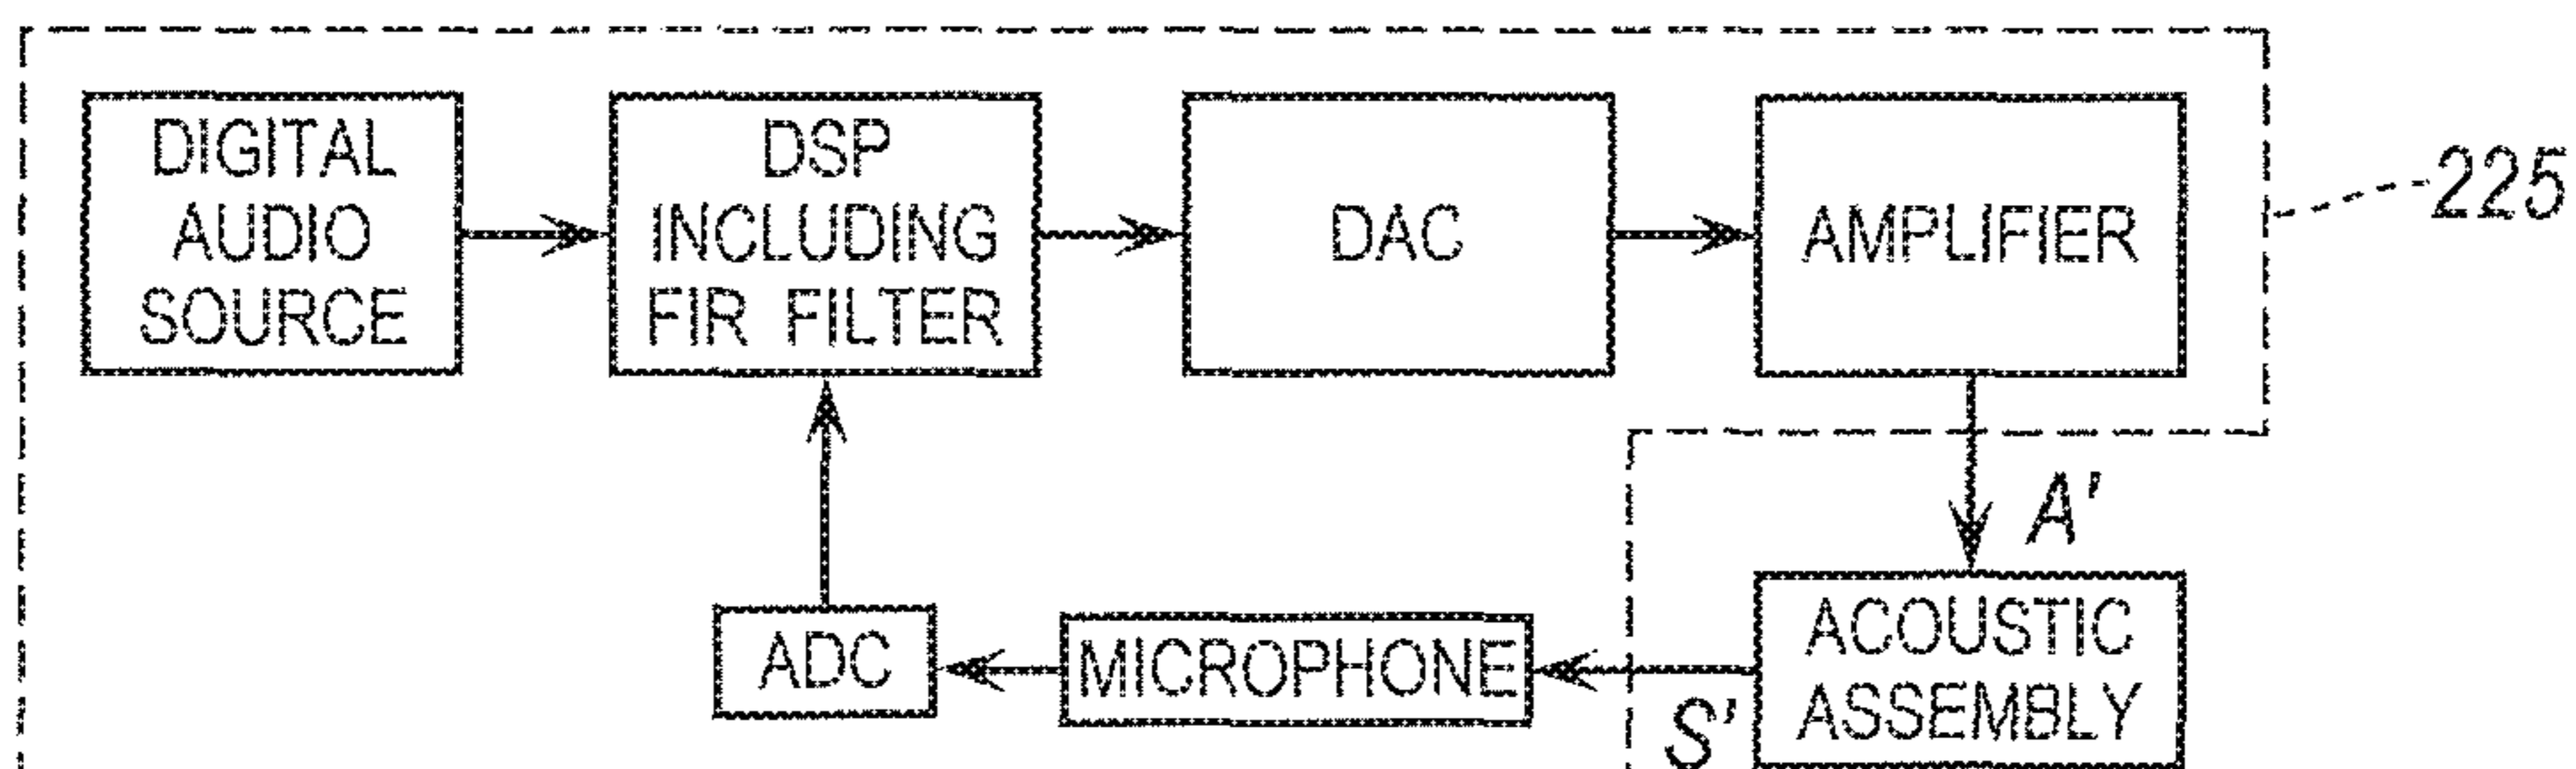 DIGITAL
AUDIO
SOURCE
DSP
INCLUDING
FIR FILTER
DAC
AMPLIFIER
225
A'
ADC
MICROPHONE
S'
ACOUSTIC
ASSEMBLY